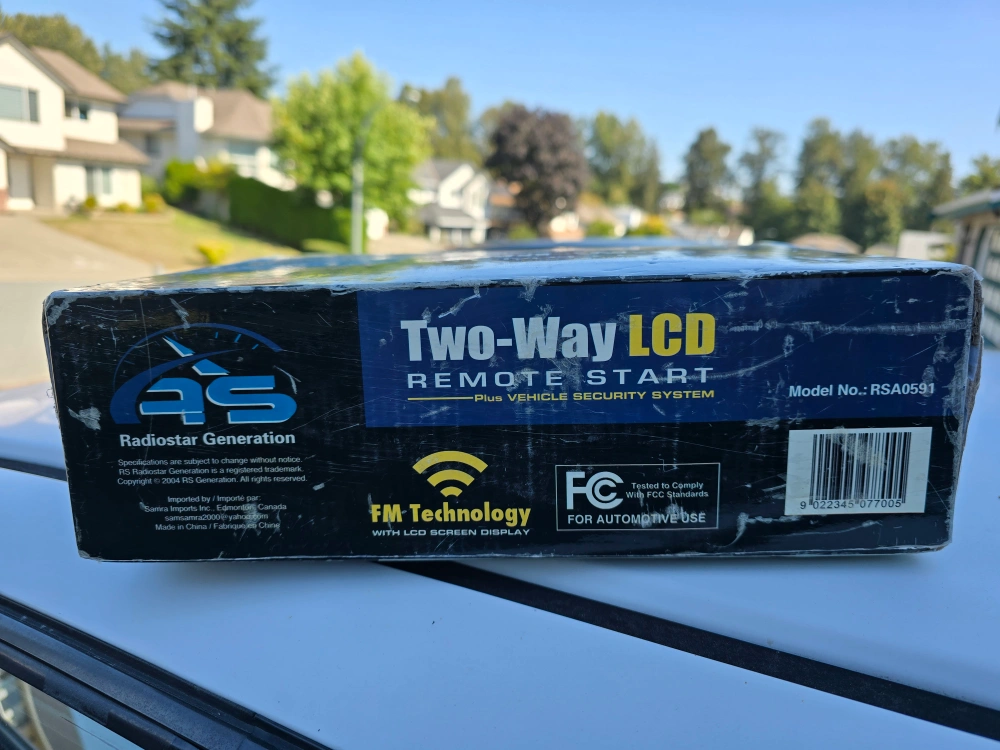 RS
Radiostar Generation
Specifications are subject to change without notice.
RS Radiostar Generation is a registered trademark.
Copyright © 2004 RS Generation. All rights reserved.
Imported by / Importé par:
Samra Imports Inc., Edmonton, Canada
samsamra2000@yahoo.com
Made in China / Fabriqué en Chine
Two-Way LCD
REMOTE START
Plus VEHICLE SECURITY SYSTEM
Model No.: RSA0591
FM Technology
WITH LCD SCREEN DISPLAY
FC
Tested to Comply
With FCC Standards
FOR AUTOMOTIVE USE
9 022345 077005